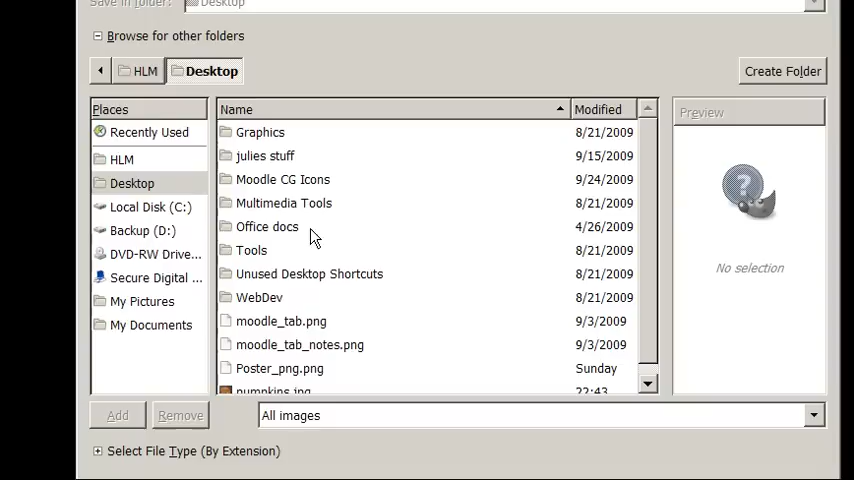 Save in folder: Desktop
Browse for other folders
HLM Desktop Create Folder
Places
Recently Used
HLM
Desktop
Local Disk (C:)
Backup (D:)
DVD-RW Drive...
Secure Digital ...
My Pictures
My Documents
Name Modified
Graphics 8/21/2009
julies stuff 9/15/2009
Moodle CG Icons 9/24/2009
Multimedia Tools 8/21/2009
Office docs 4/26/2009
Tools 8/21/2009
Unused Desktop Shortcuts 8/21/2009
WebDev 8/21/2009
moodle_tab.png 9/3/2009
moodle_tab_notes.png 9/3/2009
Poster_png.png Sunday
pumpkins.jpg 22:43
Preview
No selection
Add Remove All images
Select File Type (By Extension)